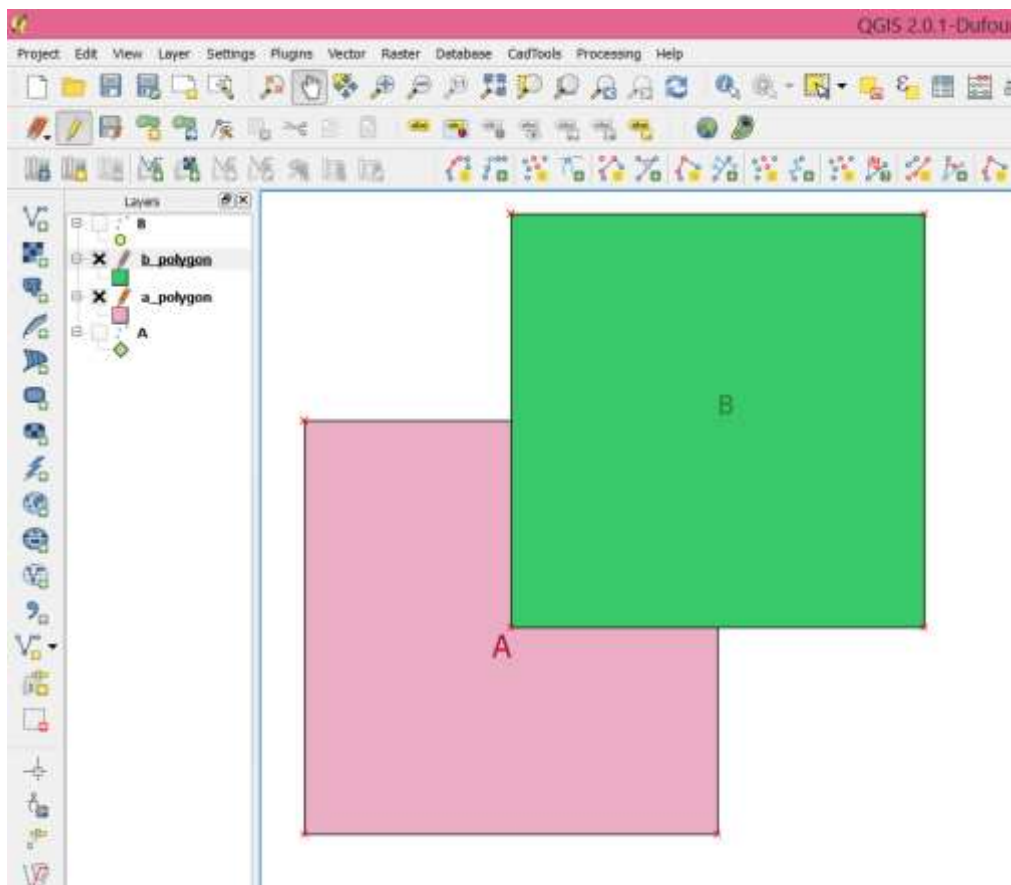 QGIS 2.0.1-Dufou
Project Edit View Layer Settings Plugins Vector Raster Database CadTools Processing Help
Layers
B
b_polygon
a_polygon
A
B
A